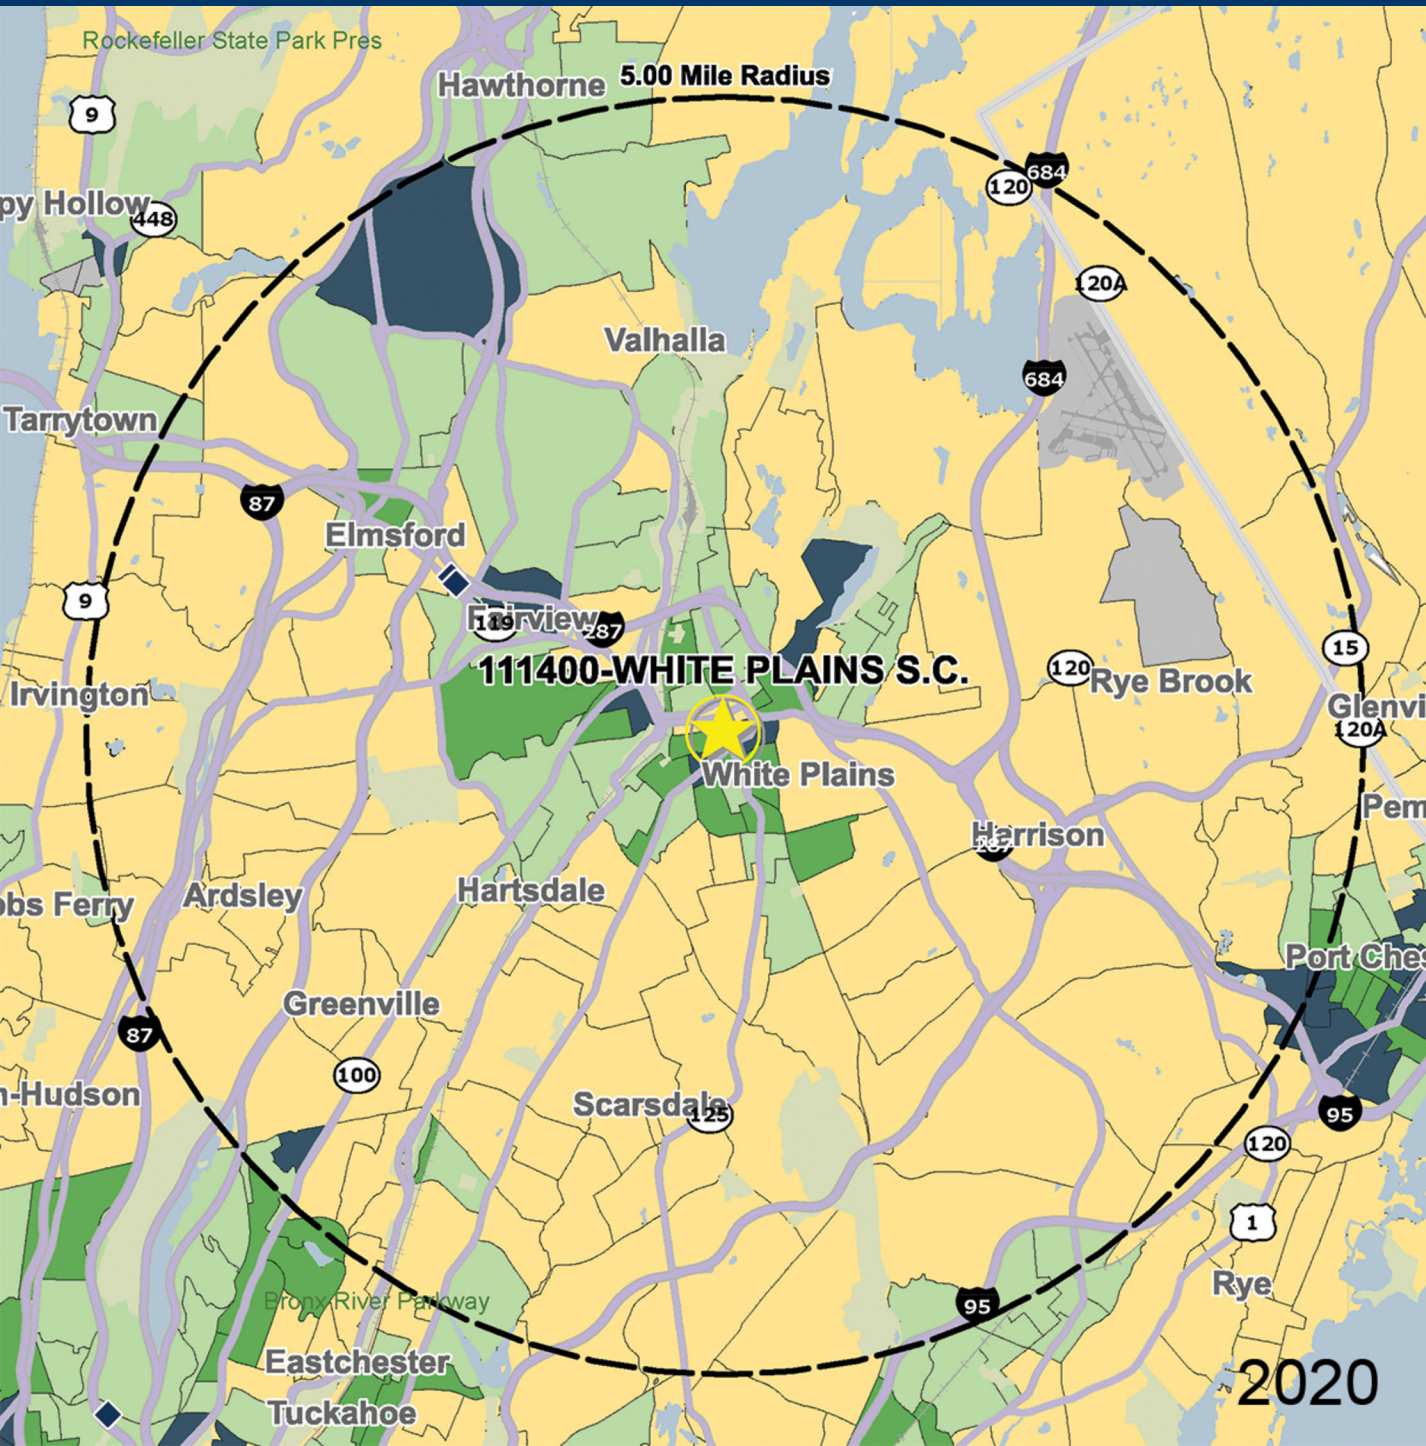 Rockefeller State Park Pres
Hawthorne
5.00 Mile Radius
9
684
120
py Hollow
448
120A
Valhalla
684
Tarrytown
87
Elmsford
9
Fairview
119
287
111400-WHITE PLAINS S.C.
15
120
Rye Brook
Irvington
Glenvi
120A
White Plains
Pem
Harrison
287
Ardsley
Hartsdale
bbs Ferry
Port Ches
Greenville
87
100
n-Hudson
Scarsdale
125
95
120
1
Rye
Bronx River Parkway
95
Eastchester
2020
Tuckahoe